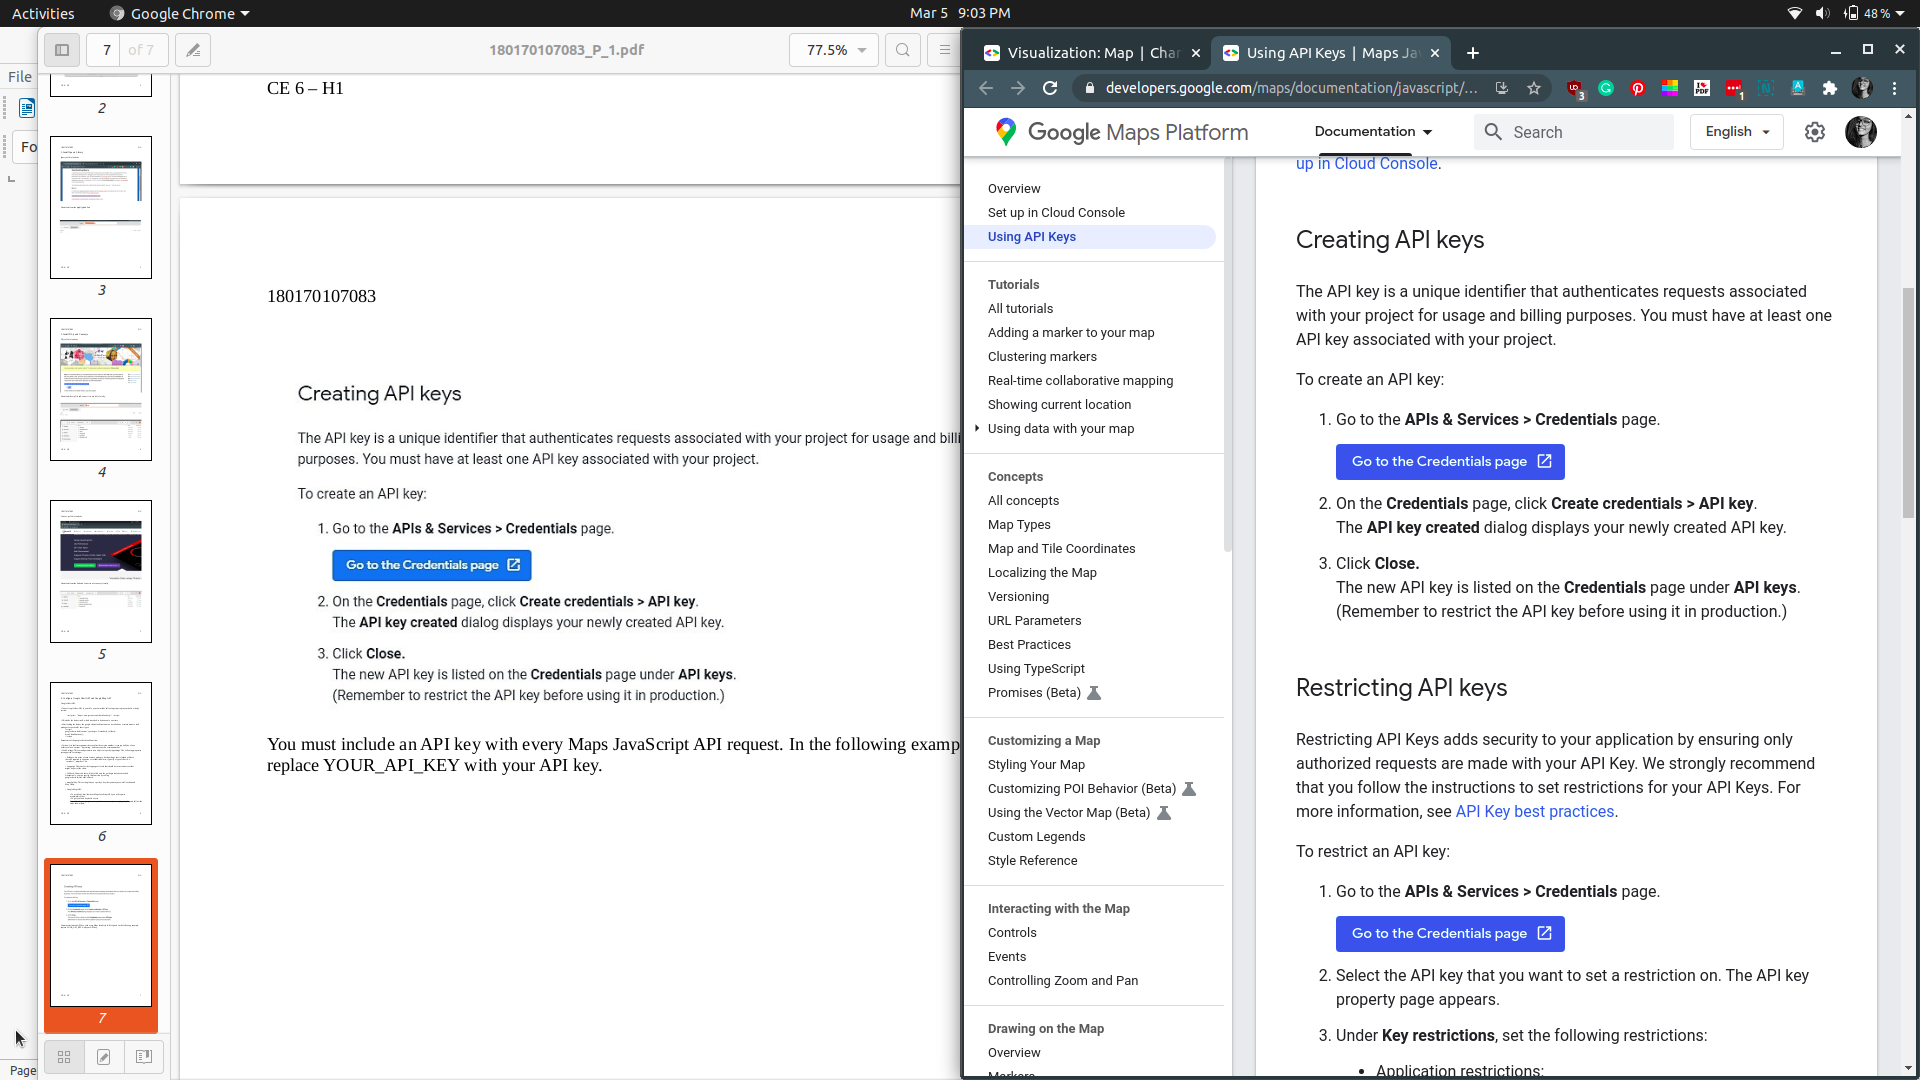 Activities
Google Chrome
Mar 5 9:03 PM
48 %
7 of 7
180170107083_P_1.pdf
77.5%
File
Fo
Page
2
3
4
5
6
7
CE 6 – H1
180170107083
Creating API keys
The API key is a unique identifier that authenticates requests associated with your project for usage and billi
purposes. You must have at least one API key associated with your project.
To create an API key:
1. Go to the APIs & Services > Credentials page.
Go to the Credentials page
2. On the Credentials page, click Create credentials > API key.
The API key created dialog displays your newly created API key.
3. Click Close.
The new API key is listed on the Credentials page under API keys.
(Remember to restrict the API key before using it in production.)
You must include an API key with every Maps JavaScript API request. In the following examp
replace YOUR_API_KEY with your API key.
Visualization: Map | Char
Using API Keys | Maps Jav
developers.google.com/maps/documentation/javascript/...
3
1
Google Maps Platform
Documentation
Search
English
Overview
Set up in Cloud Console
Using API Keys
Tutorials
All tutorials
Adding a marker to your map
Clustering markers
Real-time collaborative mapping
Showing current location
Using data with your map
Concepts
All concepts
Map Types
Map and Tile Coordinates
Localizing the Map
Versioning
URL Parameters
Best Practices
Using TypeScript
Promises (Beta)
Customizing a Map
Styling Your Map
Customizing POI Behavior (Beta)
Using the Vector Map (Beta)
Custom Legends
Style Reference
Interacting with the Map
Controls
Events
Controlling Zoom and Pan
Drawing on the Map
Overview
Markers
up in Cloud Console.
Creating API keys
The API key is a unique identifier that authenticates requests associated
with your project for usage and billing purposes. You must have at least one
API key associated with your project.
To create an API key:
1. Go to the APIs & Services > Credentials page.
Go to the Credentials page
2. On the Credentials page, click Create credentials > API key.
The API key created dialog displays your newly created API key.
3. Click Close.
The new API key is listed on the Credentials page under API keys.
(Remember to restrict the API key before using it in production.)
Restricting API keys
Restricting API Keys adds security to your application by ensuring only
authorized requests are made with your API Key. We strongly recommend
that you follow the instructions to set restrictions for your API Keys. For
more information, see API Key best practices.
To restrict an API key:
1. Go to the APIs & Services > Credentials page.
Go to the Credentials page
2. Select the API key that you want to set a restriction on. The API key
property page appears.
3. Under Key restrictions, set the following restrictions:
• Application restrictions: